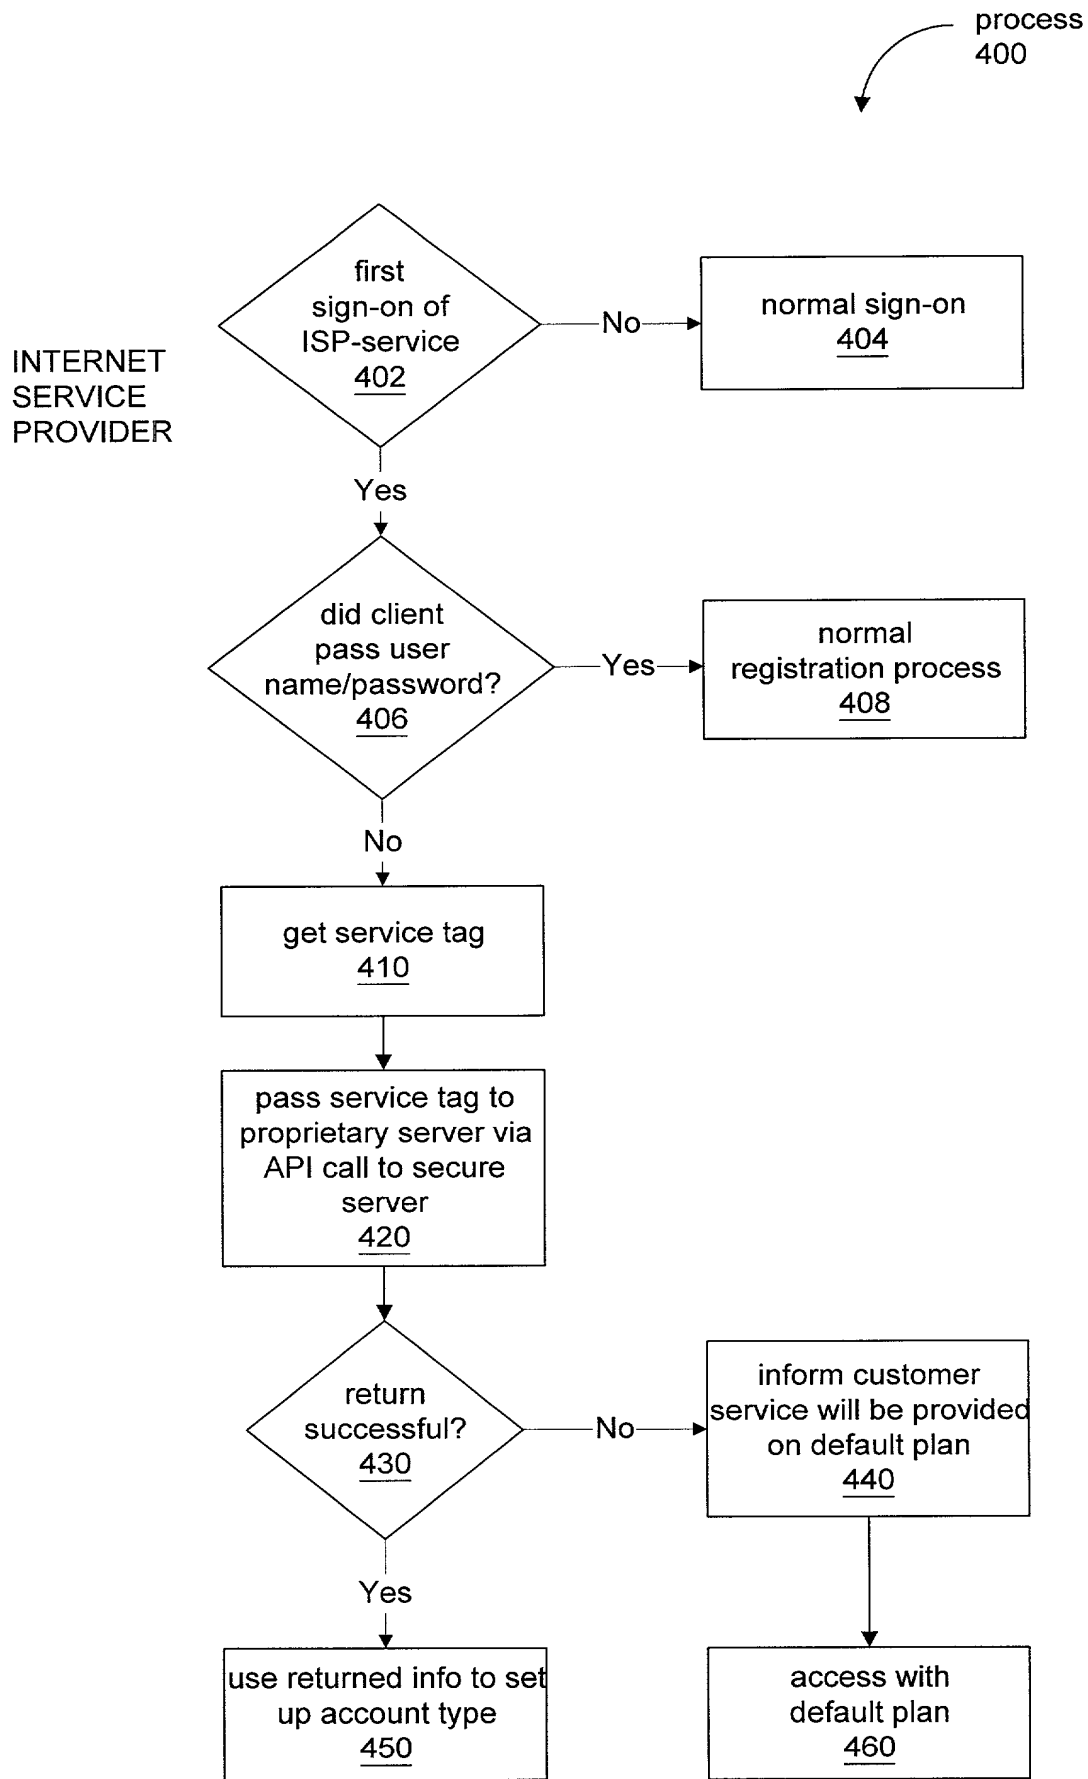 process
400
first
sign-on of
ISP-service
402
No
normal sign-on
404
INTERNET
SERVICE
PROVIDER
Yes
did client
pass user
name/password?
406
Yes
normal
registration process
408
No
get service tag
410
pass service tag to
proprietary server via
API call to secure
server
420
return
successful?
430
No
inform customer
service will be provided
on default plan
440
Yes
use returned info to set
up account type
450
access with
default plan
460